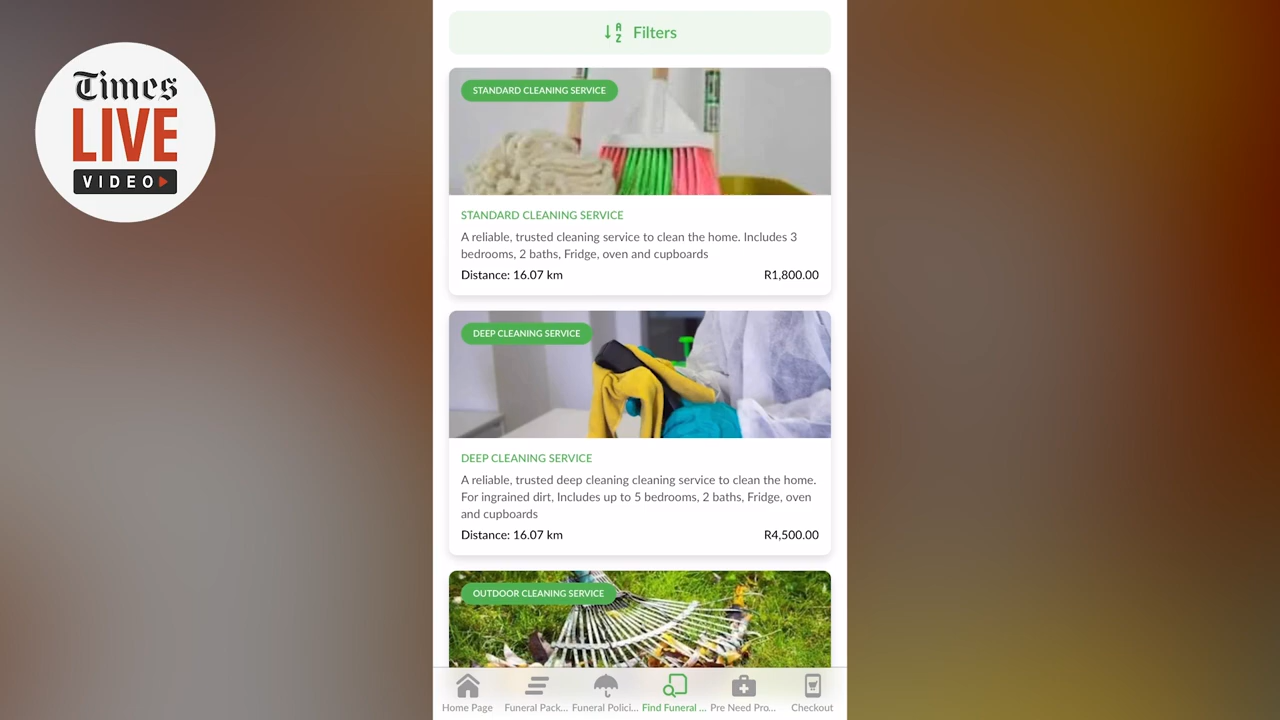 Times
LIVE
VIDEO
Filters
STANDARD CLEANING SERVICE
STANDARD CLEANING SERVICE
A reliable, trusted cleaning service to clean the home. Includes 3
bedrooms, 2 baths, Fridge, oven and cupboards
Distance: 16.07 km R1,800.00
DEEP CLEANING SERVICE
DEEP CLEANING SERVICE
A reliable, trusted deep cleaning cleaning service to clean the home.
For ingrained dirt, Includes up to 5 bedrooms, 2 baths, Fridge, oven
and cupboards
Distance: 16.07 km R4,500.00
OUTDOOR CLEANING SERVICE
Home Page Funeral Pack... Funeral Polici... Find Funeral ... Pre Need Pro... Checkout